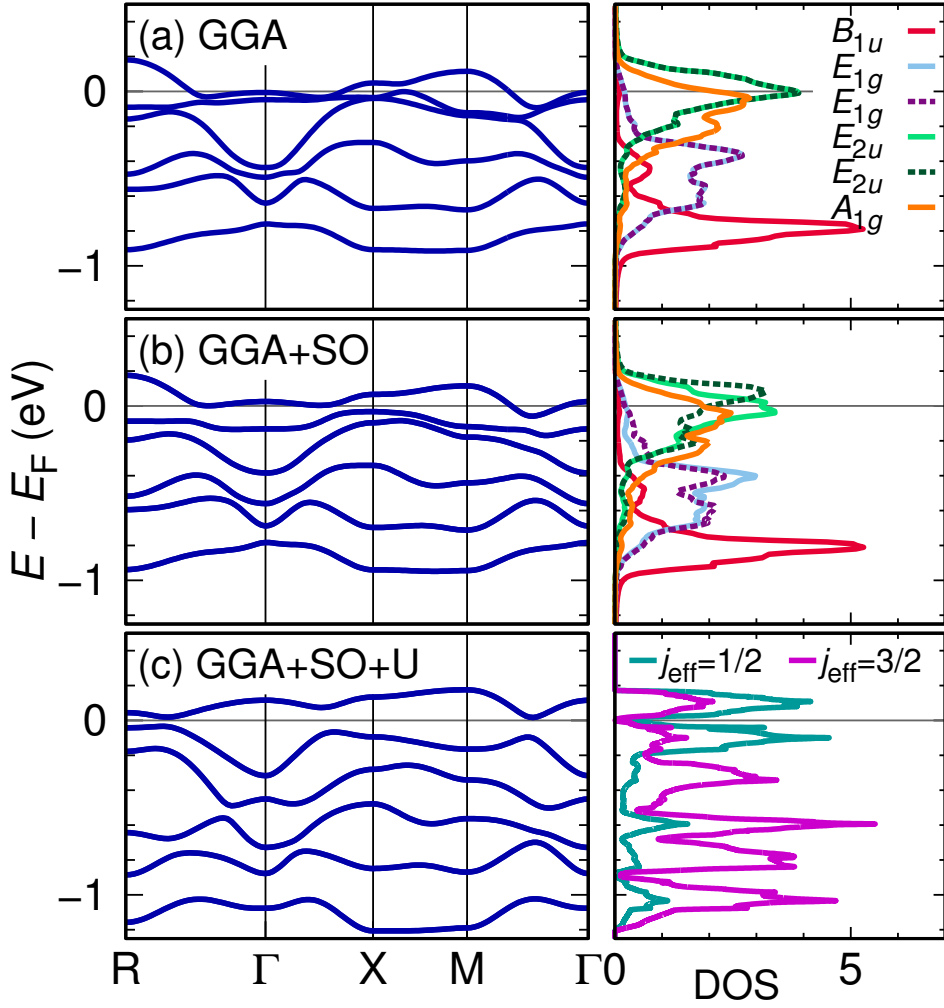 (a) GGA
B1u
E1g
E1g
E2u
E2u
A1g
0
−1
(b) GGA+SO
0
−1
E − EF (eV)
(c) GGA+SO+U
jeff=1/2 jeff=3/2
0
−1
R Γ X M Γ 0 5
DOS